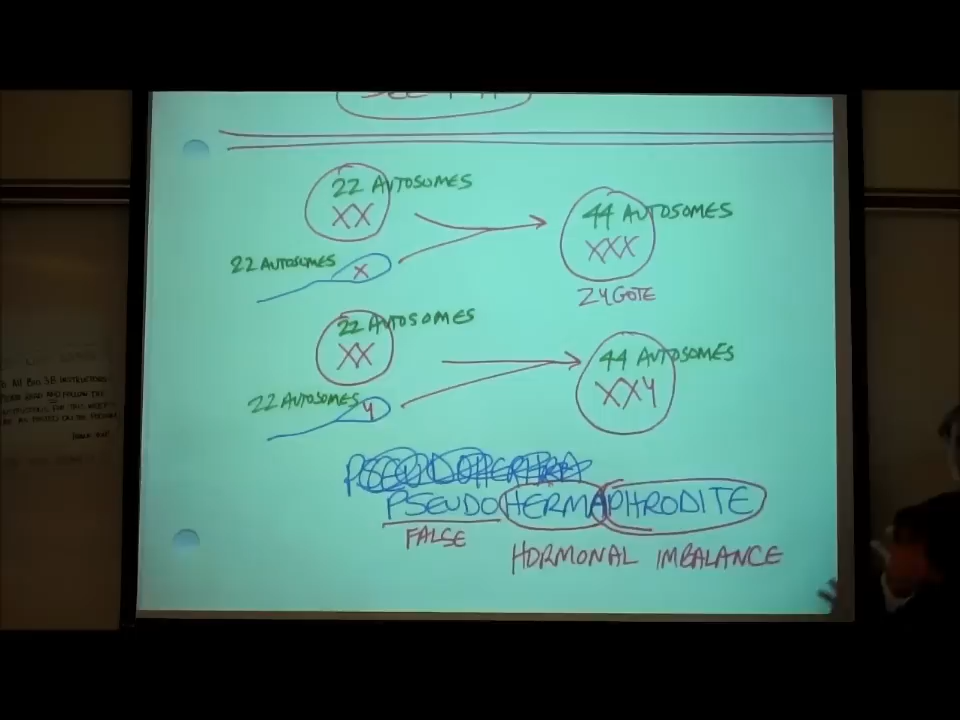 22 AUTOSOMES
XX
22 AUTOSOMES
X
44 AUTOSOMES
XXX
ZYGOTE
22 AUTOSOMES
XX
22 AUTOSOMES
Y
44 AUTOSOMES
XXY
PSEUDOHERMAPHRODITE
FALSE
HORMONAL IMBALANCE